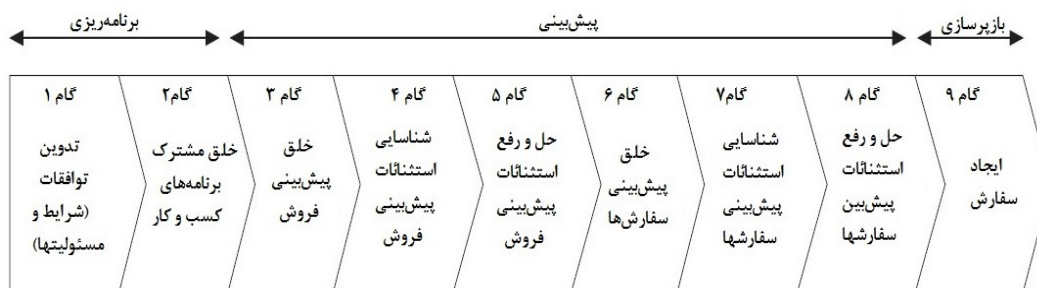 برنامه‌ریزی
پیش‌بینی
بازپرسازی
گام ۱
تدوین
توافقات
(شرایط و
مسئولیتها)
گام۲
خلق مشترک
برنامه‌های
کسب و کار
گام ۳
خلق
پیش‌بینی
فروش
گام ۴
شناسایی
استثنائات
پیش‌بینی
فروش
گام ۵
حل و رفع
استثنائات
پیش‌بینی
فروش
گام ۶
خلق
پیش‌بینی
سفارش‌ها
گام۷
شناسایی
استثنائات
پیش‌بینی
سفارشها
گام ۸
حل و رفع
استثنائات
پیش‌بین
سفارشها
گام ۹
ایجاد
سفارش